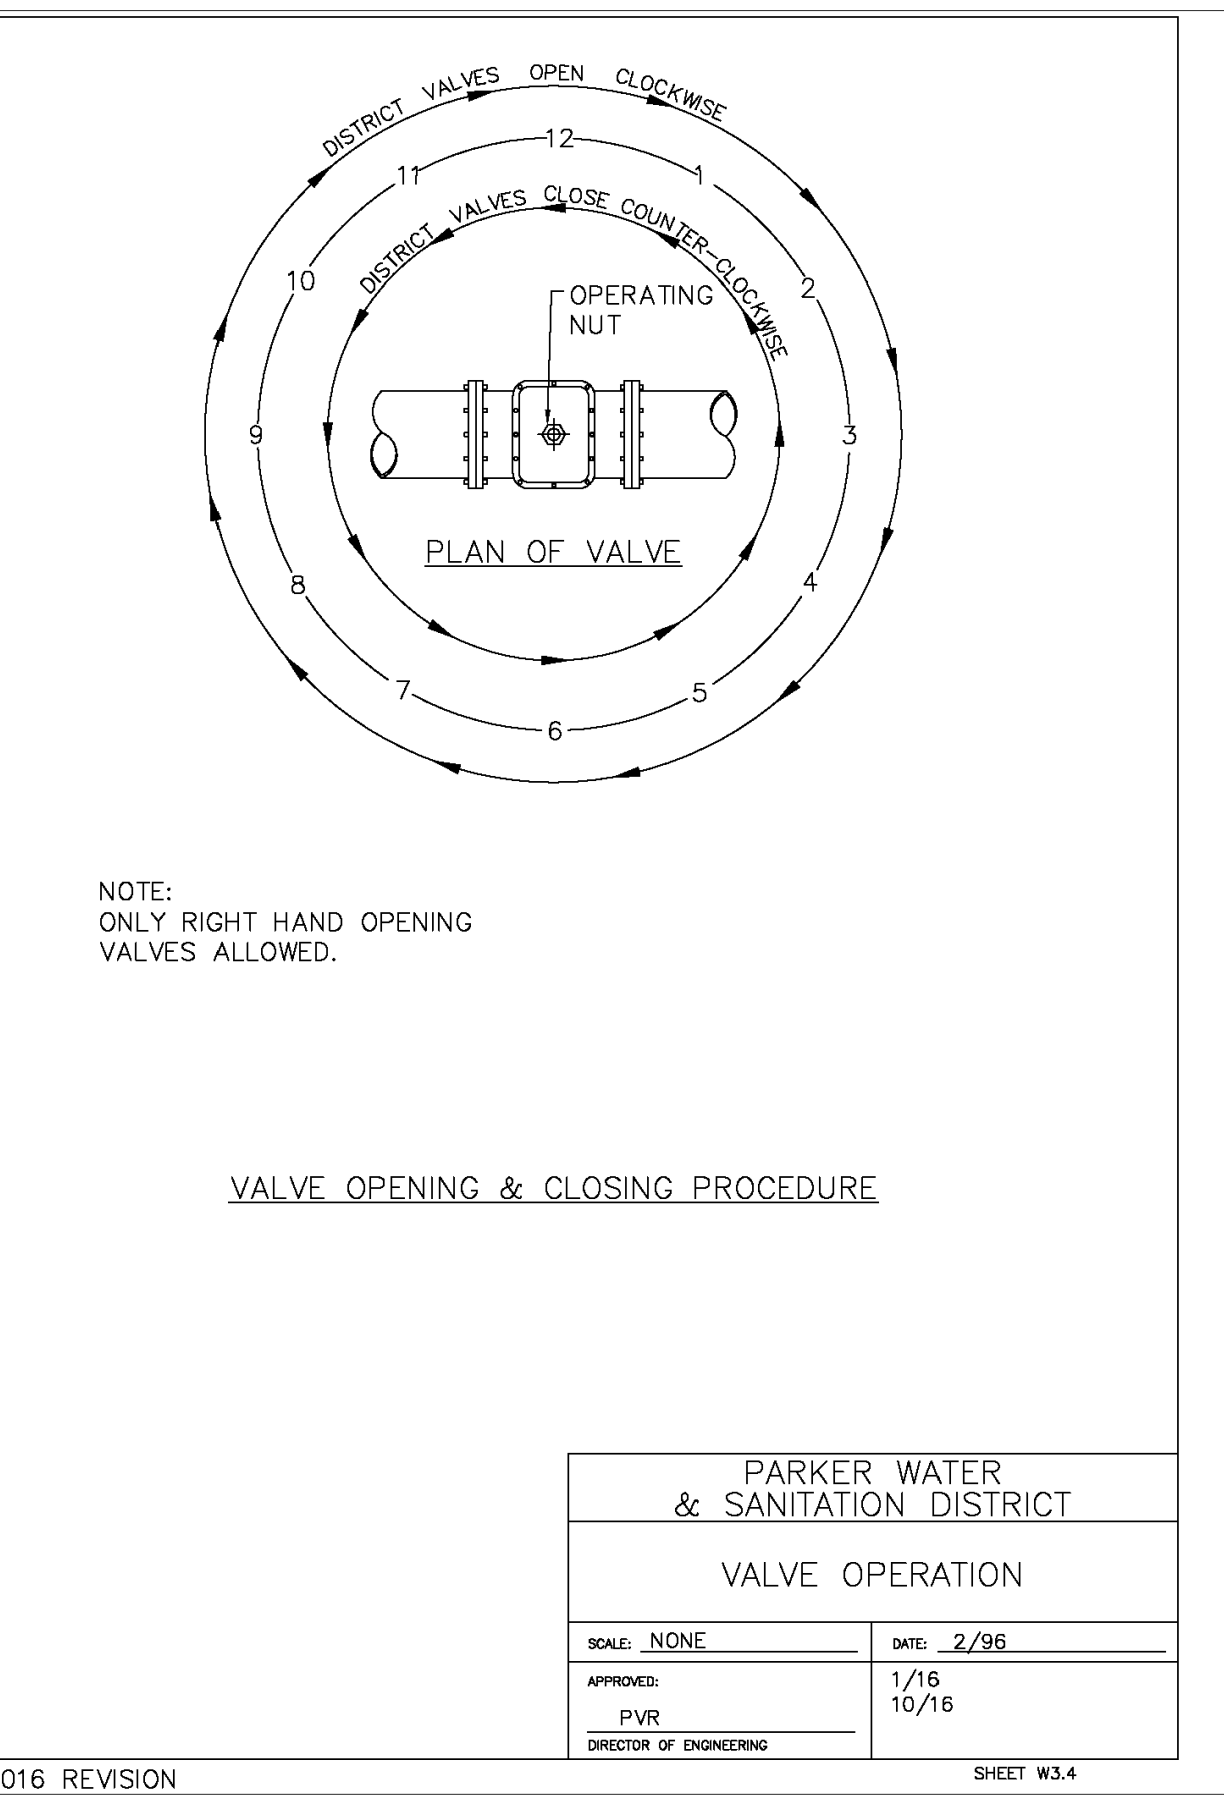 DISTRICT VALVES OPEN CLOCKWISE
12
11
1
DISTRICT VALVES CLOSE COUNTER-CLOCKWISE
10
2
OPERATING
NUT
9
3
PLAN OF VALVE
8
4
7
5
6
NOTE:
ONLY RIGHT HAND OPENING
VALVES ALLOWED.
VALVE OPENING & CLOSING PROCEDURE
PARKER WATER
& SANITATION DISTRICT
VALVE OPERATION
SCALE: NONE
DATE: 2/96
APPROVED:
1/16
10/16
PVR
DIRECTOR OF ENGINEERING
016 REVISION
SHEET W3.4